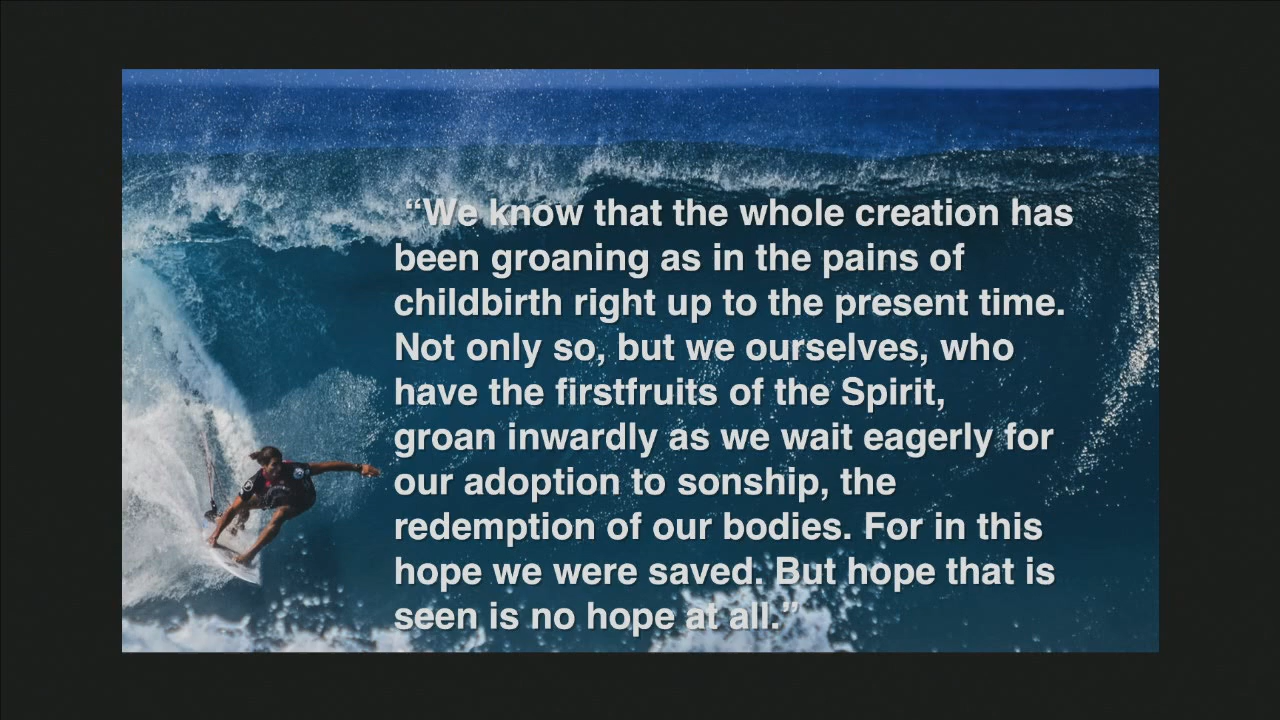 “We know that the whole creation has
been groaning as in the pains of
childbirth right up to the present time.
Not only so, but we ourselves, who
have the firstfruits of the Spirit,
groan inwardly as we wait eagerly for
our adoption to sonship, the
redemption of our bodies. For in this
hope we were saved. But hope that is
seen is no hope at all.”